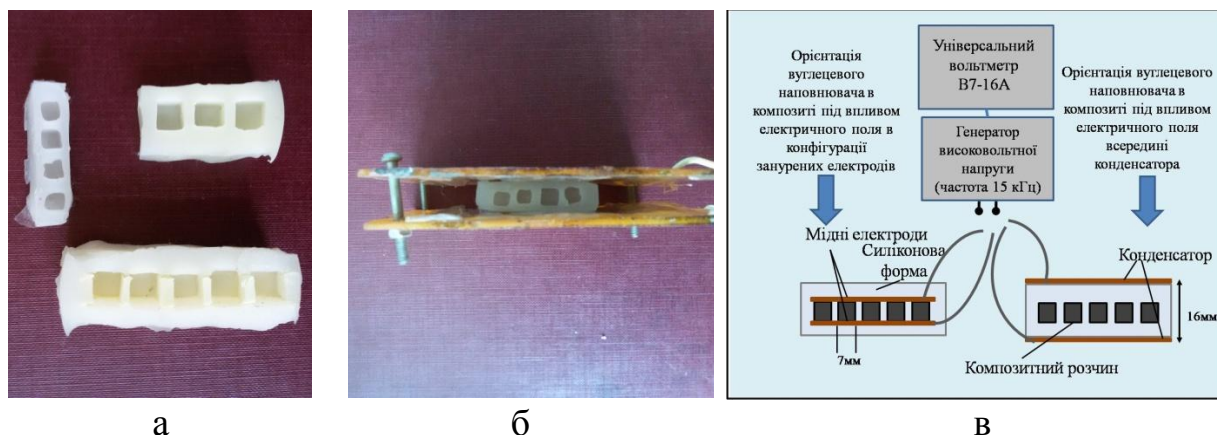 Орієнтація
вуглецевого
наповнювача в
композиті під впливом
електричного поля в
конфігурації
занурених електродів
Універсальний
вольтметр
В7-16А
Генератор
високовольтної
напруги
(частота 15 кГц)
Орієнтація вуглецевого
наповнювача в
композиті під впливом
електричного поля
всередині
конденсатора
Мідні електроди
Силіконова
форма
Конденсатор
16мм
7мм
Композитний розчин
а
б
в